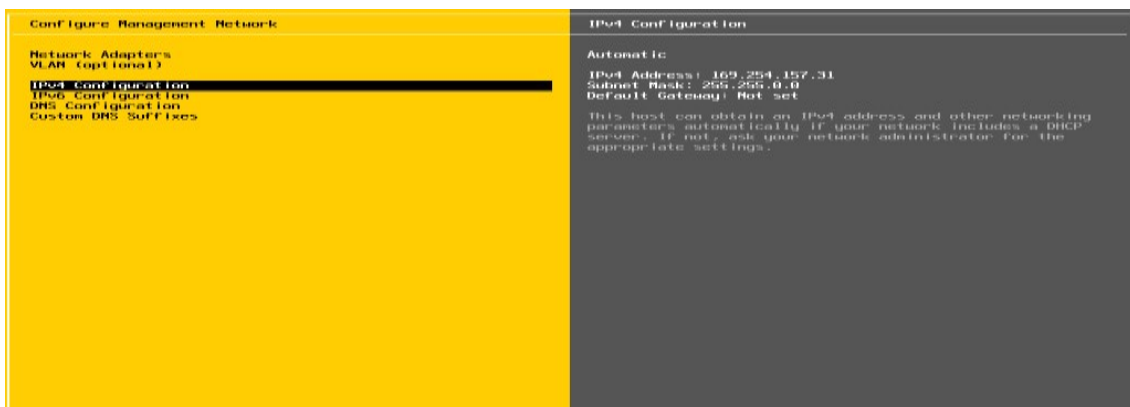 Configure Management Network
Network Adapters
VLAN (optional)
IPv4 Configuration
IPv6 Configuration
DNS Configuration
Custom DNS Suffixes
IPv4 Configuration
Automatic
IPv4 Address: 169.254.157.31
Subnet Mask: 255.255.0.0
Default Gateway: Not set
This host can obtain an IPv4 address and other networking
parameters automatically if your network includes a DHCP
server. If not, ask your network administrator for the
appropriate settings.